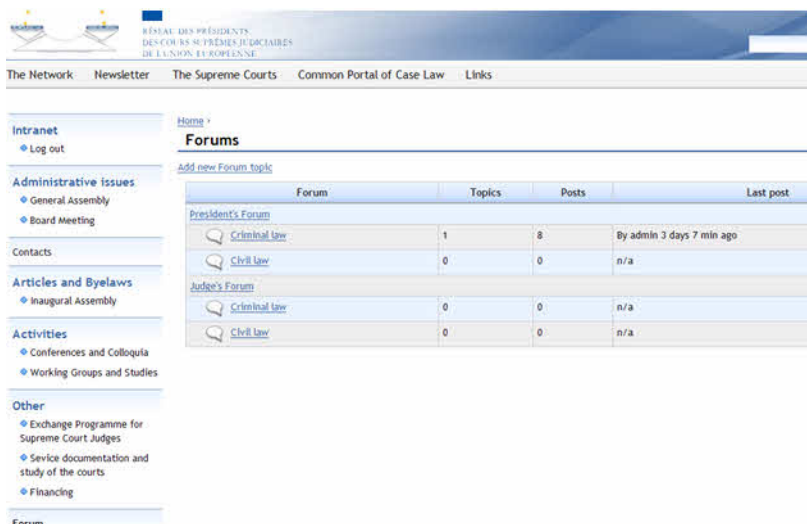 RÉSEAU DES PRÉSIDENTS
DES COURS SUPRÊMES JUDICIAIRES
DE L'UNION EUROPÉENNE
The Network Newsletter The Supreme Courts Common Portal of Case Law Links
Intranet
Log out
Administrative issues
General Assembly
Board Meeting
Contacts
Articles and Byelaws
Inaugural Assembly
Activities
Conferences and Colloquia
Working Groups and Studies
Other
Exchange Programme for
Supreme Court Judges
Sevice documentation and
study of the courts
Financing
Forum
Home ›
Forums
Add new Forum topic
Forum Topics Posts Last post
President's Forum
Criminal law 1 8 By admin 3 days 7 min ago
Civil law 0 0 n/a
Judge's Forum
Criminal law 0 0 n/a
Civil law 0 0 n/a